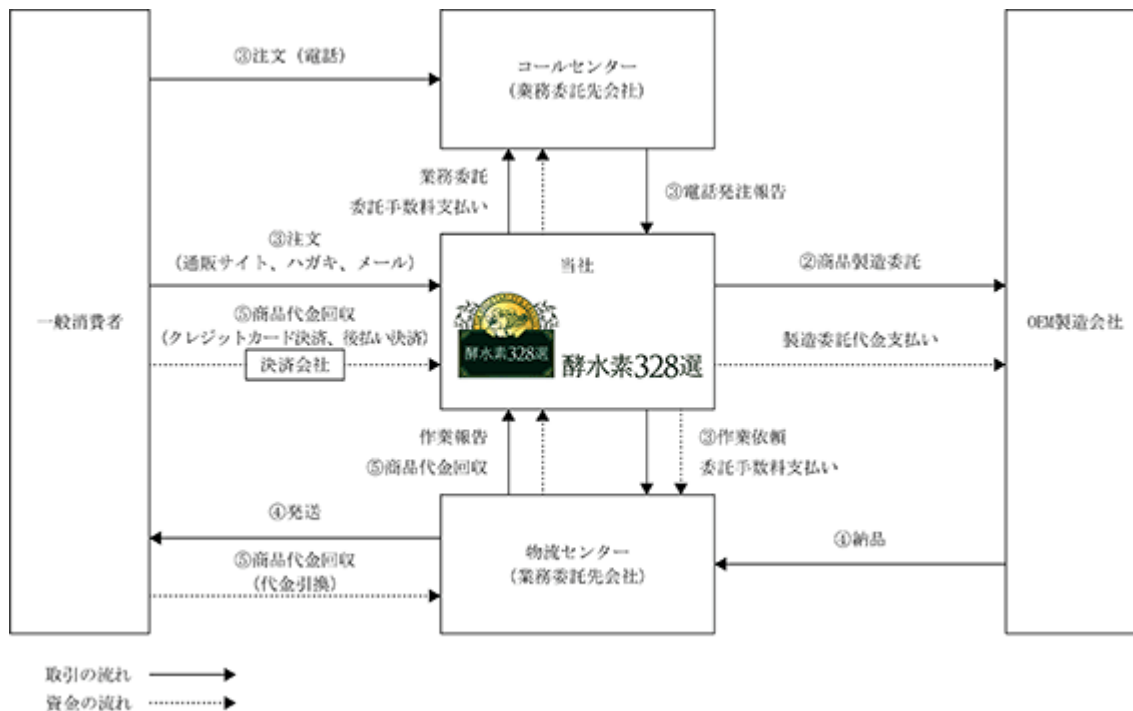 ③注文（電話）
コールセンター
（業務委託先会社）
業務委託
委託手数料支払い
③電話発注報告
③注文
（通販サイト、ハガキ、メール）
当社
②商品製造委託
一般消費者
⑤商品代金回収
（クレジットカード決済、後払い決済）
決済会社
酵水素328選
酵水素328選
製造委託代金支払い
OEM製造会社
作業報告
⑤商品代金回収
③作業依頼
委託手数料支払い
④発送
⑤商品代金回収
（代金引換）
物流センター
（業務委託先会社）
④納品
取引の流れ
資金の流れ